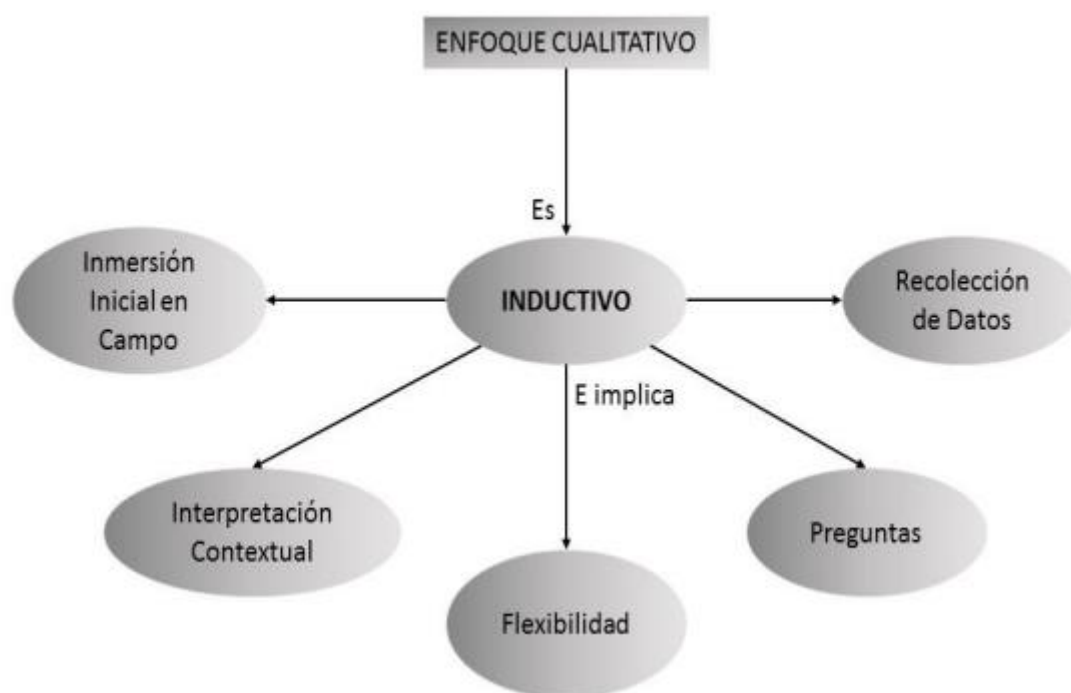 ENFOQUE CUALITATIVO
Es
Inmersión
Inicial en
Campo
INDUCTIVO
Recolección
de Datos
E implica
Interpretación
Contextual
Flexibilidad
Preguntas